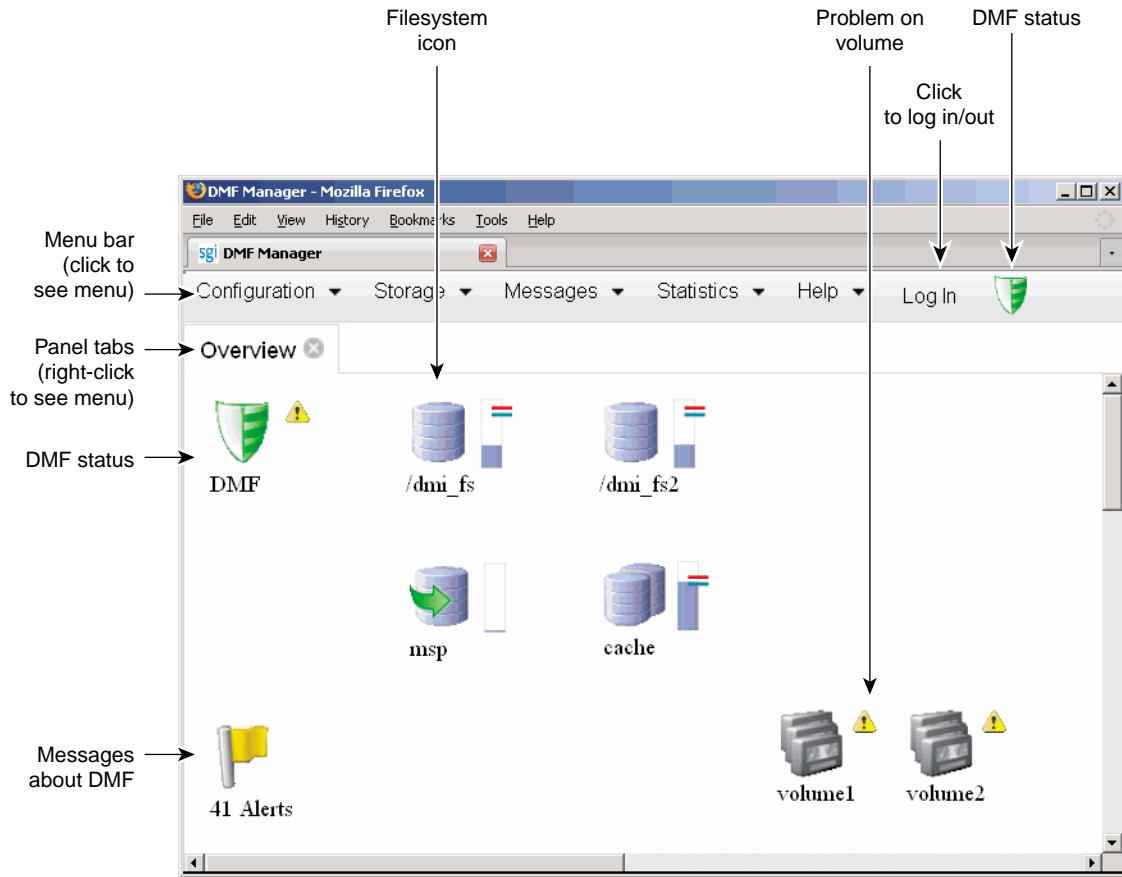 Filesystem
icon
Problem on
volume
DMF status
Click
to log in/out
DMF Manager - Mozilla Firefox
File Edit View History Bookmarks Tools Help
sgi DMF Manager
Menu bar
(click to
see menu)
Configuration Storage Messages Statistics Help Log In
Panel tabs
(right-click
to see menu)
Overview
DMF status
DMF
/dmi_fs
/dmi_fs2
msp
cache
Messages
about DMF
41 Alerts
volume1
volume2